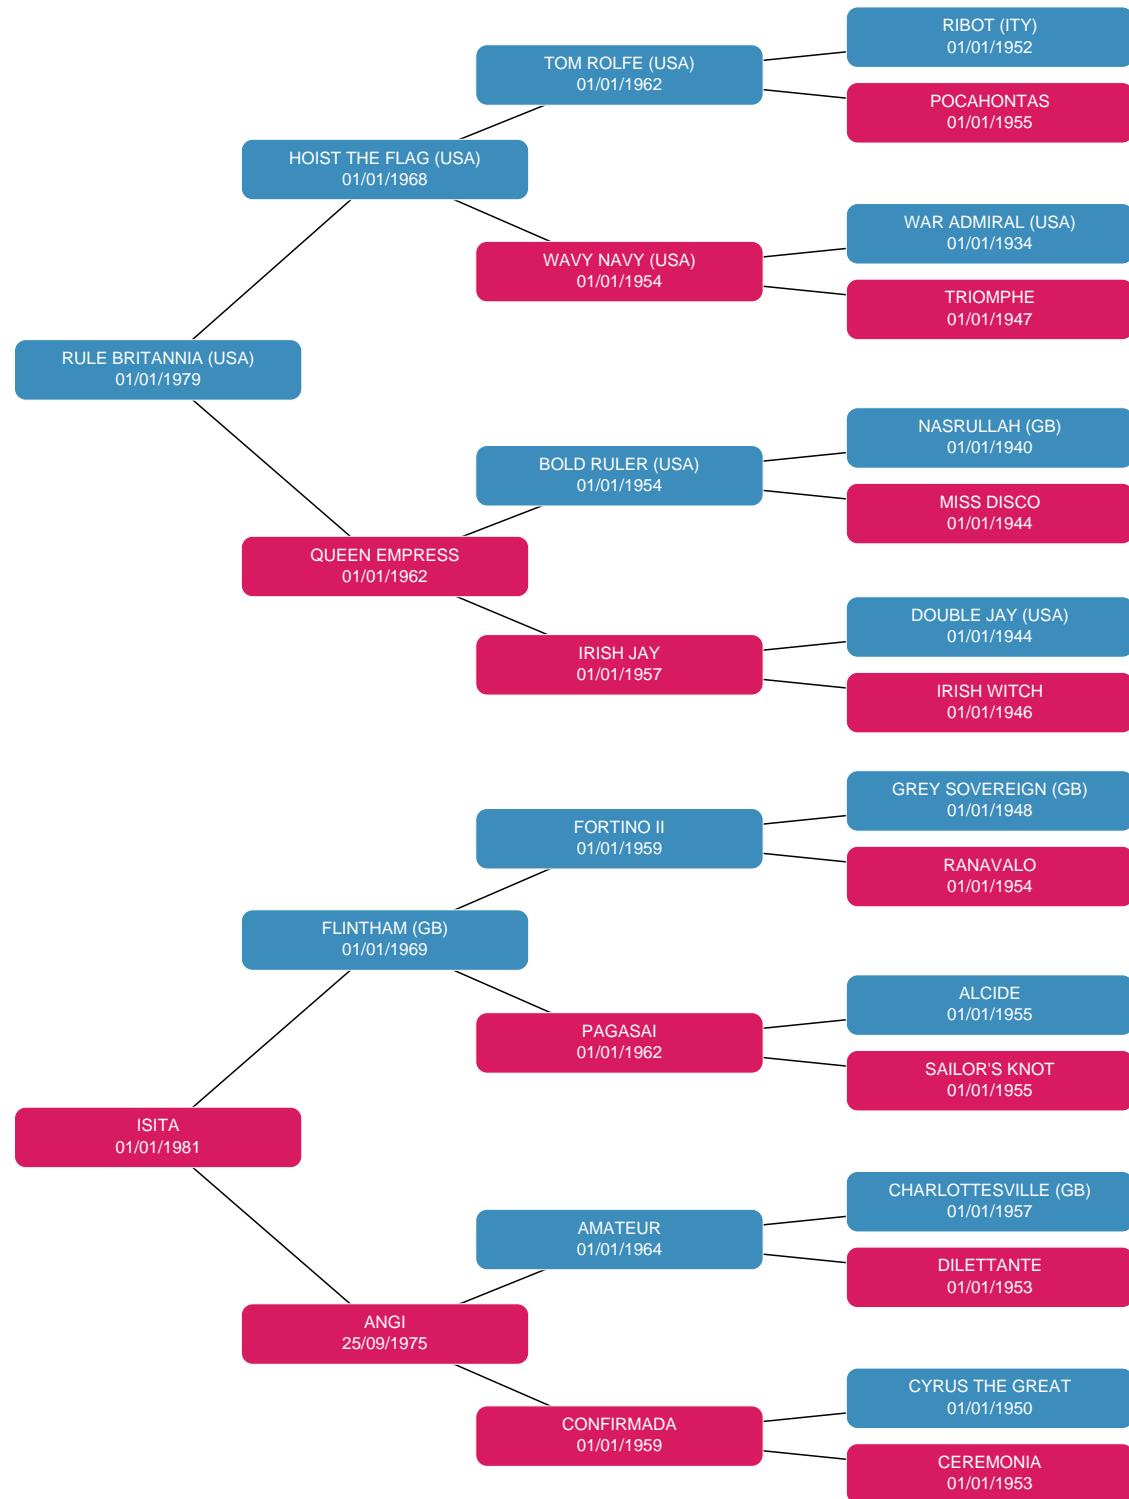 RIBOT (ITY)
01/01/1952
TOM ROLFE (USA)
01/01/1962
POCAHONTAS
01/01/1955
HOIST THE FLAG (USA)
01/01/1968
WAR ADMIRAL (USA)
01/01/1934
WAVY NAVY (USA)
01/01/1954
TRIOMPHE
01/01/1947
RULE BRITANNIA (USA)
01/01/1979
NASRULLAH (GB)
01/01/1940
BOLD RULER (USA)
01/01/1954
MISS DISCO
01/01/1944
QUEEN EMPRESS
01/01/1962
DOUBLE JAY (USA)
01/01/1944
IRISH JAY
01/01/1957
IRISH WITCH
01/01/1946
GREY SOVEREIGN (GB)
01/01/1948
FORTINO II
01/01/1959
RANAVALO
01/01/1954
FLINTHAM (GB)
01/01/1969
ALCIDE
01/01/1955
PAGASAI
01/01/1962
SAILOR'S KNOT
01/01/1955
ISITA
01/01/1981
CHARLOTTESVILLE (GB)
01/01/1957
AMATEUR
01/01/1964
DILETTANTE
01/01/1953
ANGI
25/09/1975
CYRUS THE GREAT
01/01/1950
CONFIRMADA
01/01/1959
CEREMONIA
01/01/1953